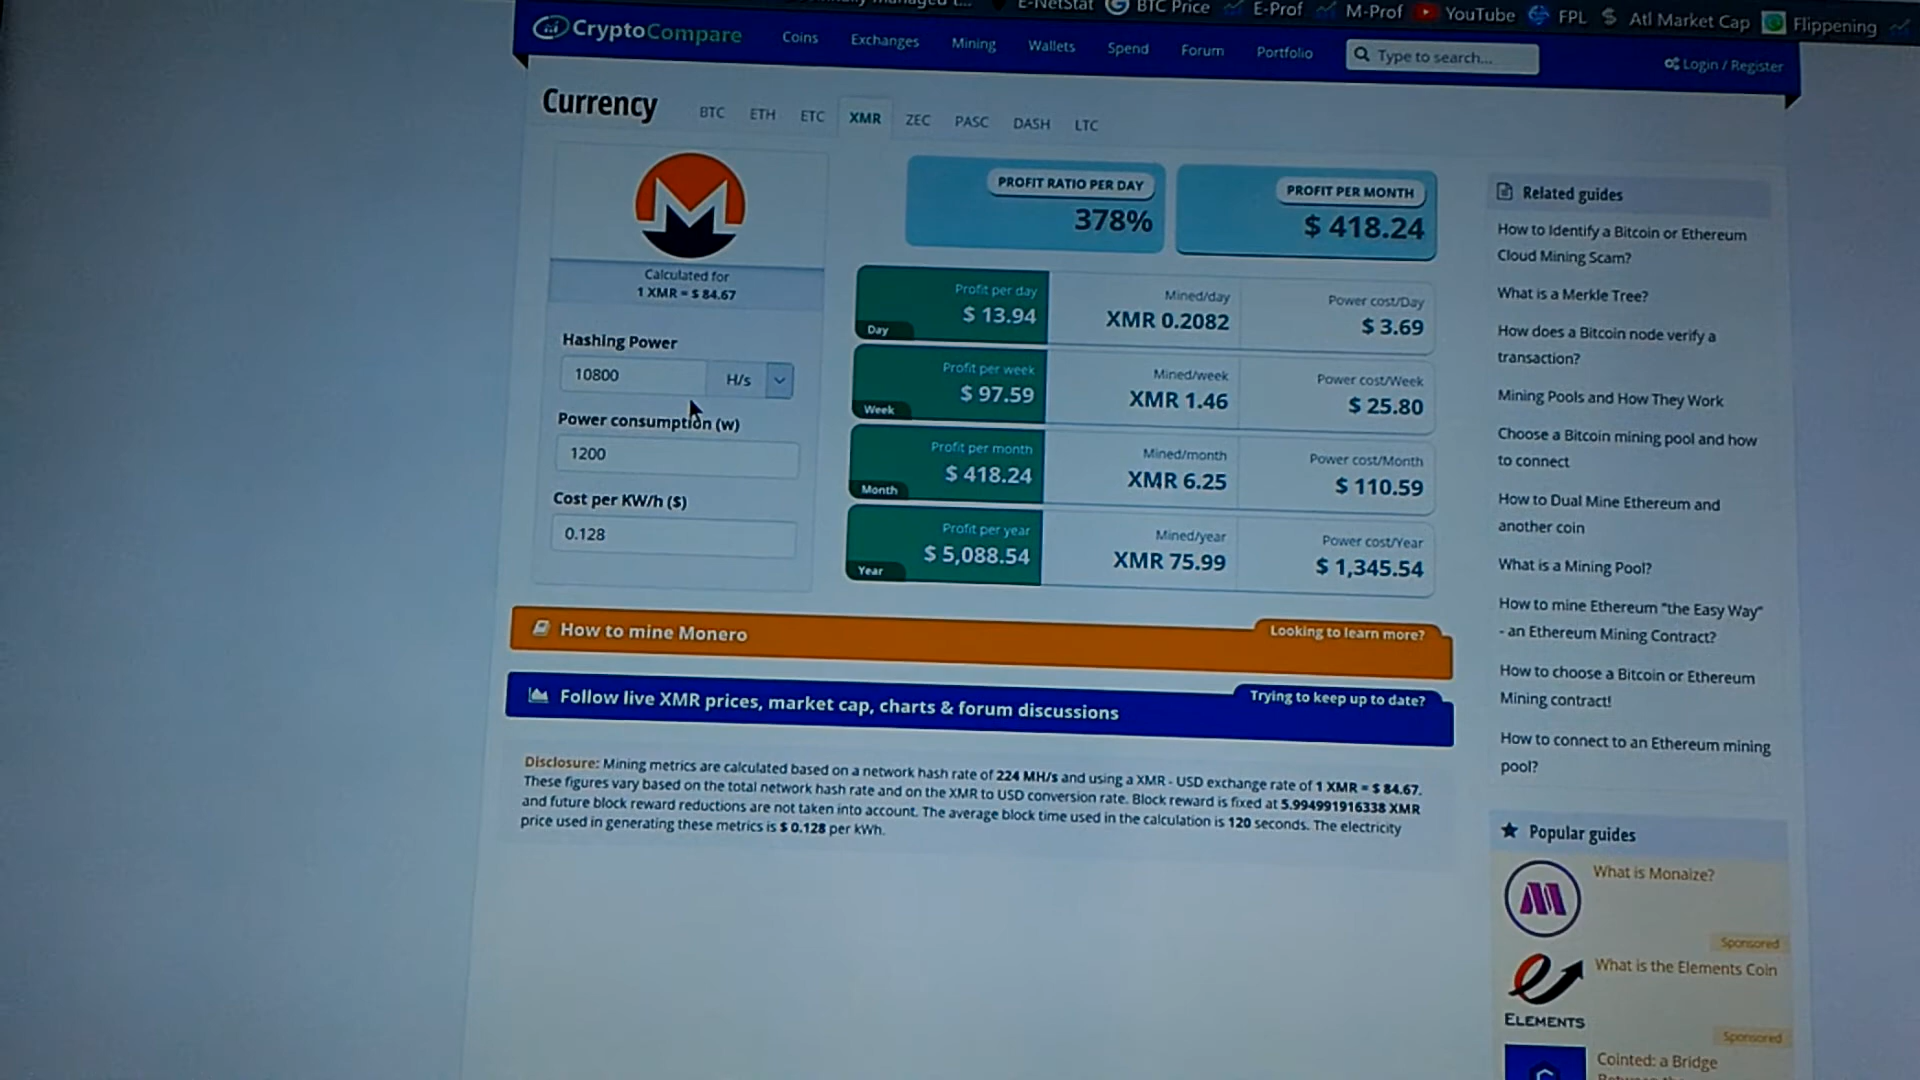 E-NetStat BTC Price E-Prof M-Prof YouTube FPL Atl Market Cap Flippening
CryptoCompare Coins Exchanges Mining Wallets Spend Forum Portfolio Type to search... Login / Register
Currency BTC ETH ETC XMR ZEC PASC DASH LTC
Calculated for
1 XMR = $ 84.67
Hashing Power
10800 H/s
Power consumption (w)
1200
Cost per KW/h ($)
0.128
PROFIT RATIO PER DAY
378%
PROFIT PER MONTH
$ 418.24
Profit per day Mined/day Power cost/Day
$ 13.94 XMR 0.2082 $ 3.69
Day
Profit per week Mined/week Power cost/Week
$ 97.59 XMR 1.46 $ 25.80
Week
Profit per month Mined/month Power cost/Month
$ 418.24 XMR 6.25 $ 110.59
Month
Profit per year Mined/year Power cost/Year
$ 5,088.54 XMR 75.99 $ 1,345.54
Year
How to mine Monero Looking to learn more?
Follow live XMR prices, market cap, charts & forum discussions Trying to keep up to date?
Disclosure: Mining metrics are calculated based on a network hash rate of 224 MH/s and using a XMR - USD exchange rate of 1 XMR = $ 84.67.
These figures vary based on the total network hash rate and on the XMR to USD conversion rate. Block reward is fixed at 5.994991916338 XMR
and future block reward reductions are not taken into account. The average block time used in the calculation is 120 seconds. The electricity
price used in generating these metrics is $ 0.128 per kWh.
Related guides
How to Identify a Bitcoin or Ethereum
Cloud Mining Scam?
What is a Merkle Tree?
How does a Bitcoin node verify a
transaction?
Mining Pools and How They Work
Choose a Bitcoin mining pool and how
to connect
How to Dual Mine Ethereum and
another coin
What is a Mining Pool?
How to mine Ethereum "the Easy Way"
- an Ethereum Mining Contract?
How to choose a Bitcoin or Ethereum
Mining contract!
How to connect to an Ethereum mining
pool?
Popular guides
What is Monaize?
Sponsored
What is the Elements Coin
ELEMENTS
Sponsored
Cointed: a Bridge